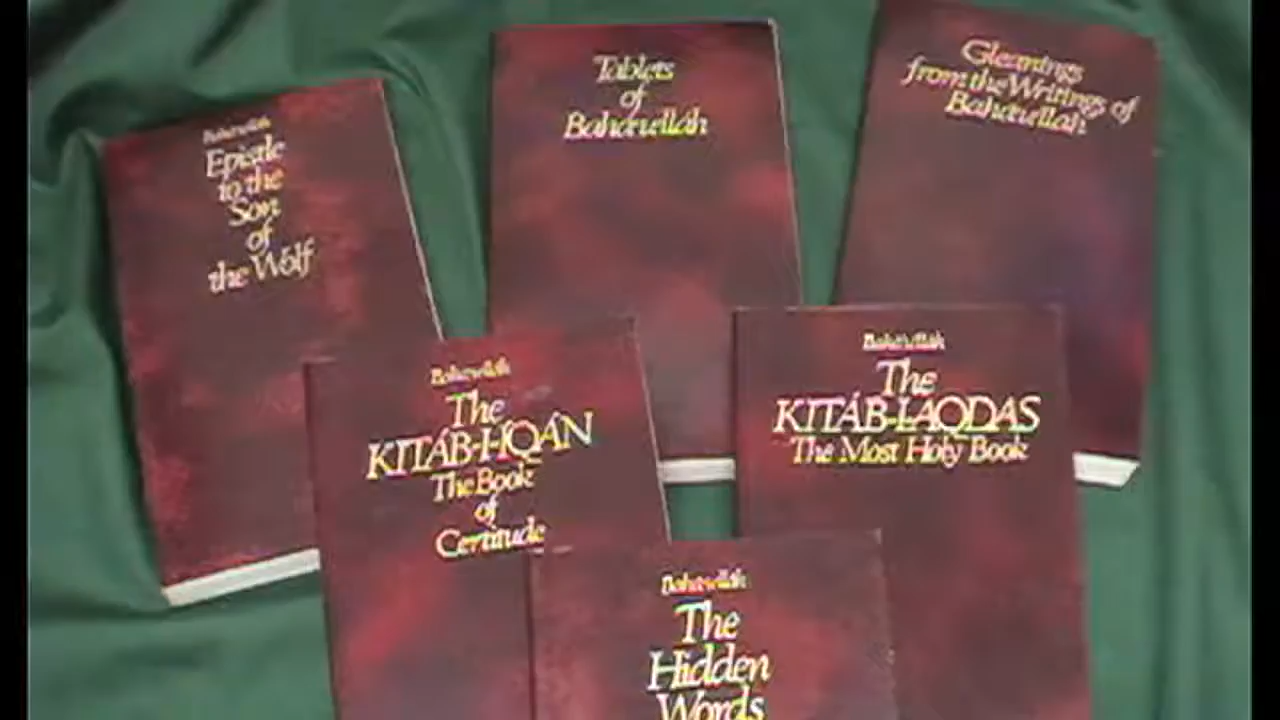 Bahá'u'lláh
Epistle
to the
Son
of
the Wolf
Tablets
of
Bahá'u'lláh
Gleanings
from the Writings of
Bahá'u'lláh
Bahá'u'lláh
The
KITÁB-I-ÍQÁN
The Book
of
Certitude
Bahá'u'lláh
The
KITÁB-I-AQDAS
The Most Holy Book
Bahá'u'lláh
The
Hidden
Words